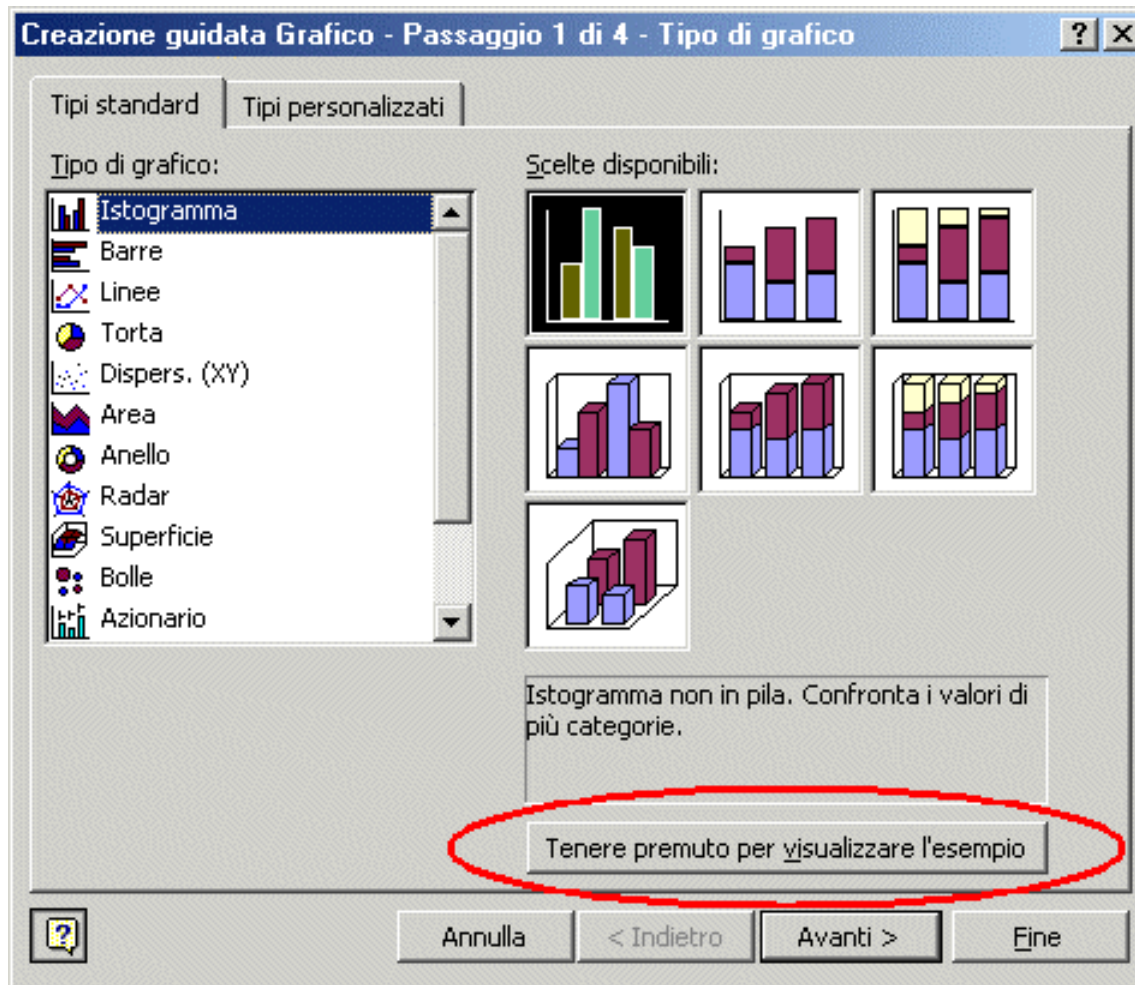 Creazione guidata Grafico - Passaggio 1 di 4 - Tipo di grafico
Tipi standard
Tipi personalizzati
Tipo di grafico:
Istogramma
Barre
Linee
Torta
Dispers. (XY)
Area
Anello
Radar
Superficie
Bolle
Azionario
Scelte disponibili:
Istogramma non in pila. Confronta i valori di
più categorie.
Tenere premuto per visualizzare l'esempio
Annulla
< Indietro
Avanti >
Fine